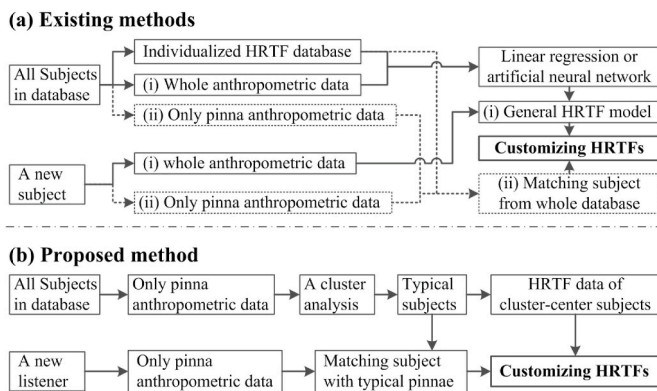 (a) Existing methods
All Subjects
in database
Individualized HRTF database
(i) Whole anthropometric data
(ii) Only pinna anthropometric data
Linear regression or
artificial neural network
(i) General HRTF model
Customizing HRTFs
(ii) Matching subject
from whole database
A new
subject
(i) whole anthropometric data
(ii) Only pinna anthropometric data
(b) Proposed method
All Subjects
in database
Only pinna
anthropometric data
A cluster
analysis
Typical
subjects
HRTF data of
cluster-center subjects
A new
listener
Only pinna
anthropometric data
Matching subject
with typical pinnae
Customizing HRTFs